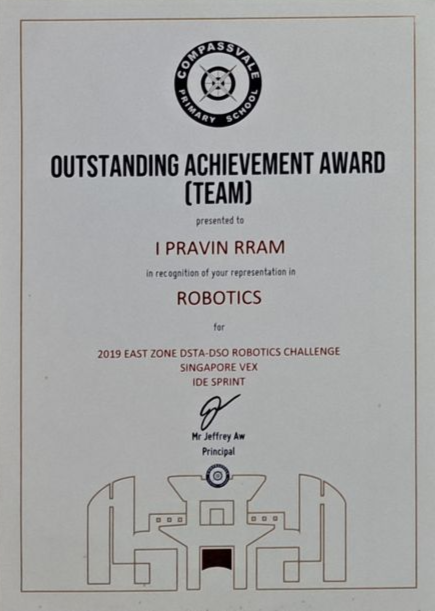 COMPASSVALE
PRIMARY SCHOOL
OUTSTANDING ACHIEVEMENT AWARD
(TEAM)
presented to
I PRAVIN RRAM
in recognition of your representation in
ROBOTICS
for
2019 EAST ZONE DSTA-DSO ROBOTICS CHALLENGE
SINGAPORE VEX
IDE SPRINT
Mr Jeffrey Aw
Principal